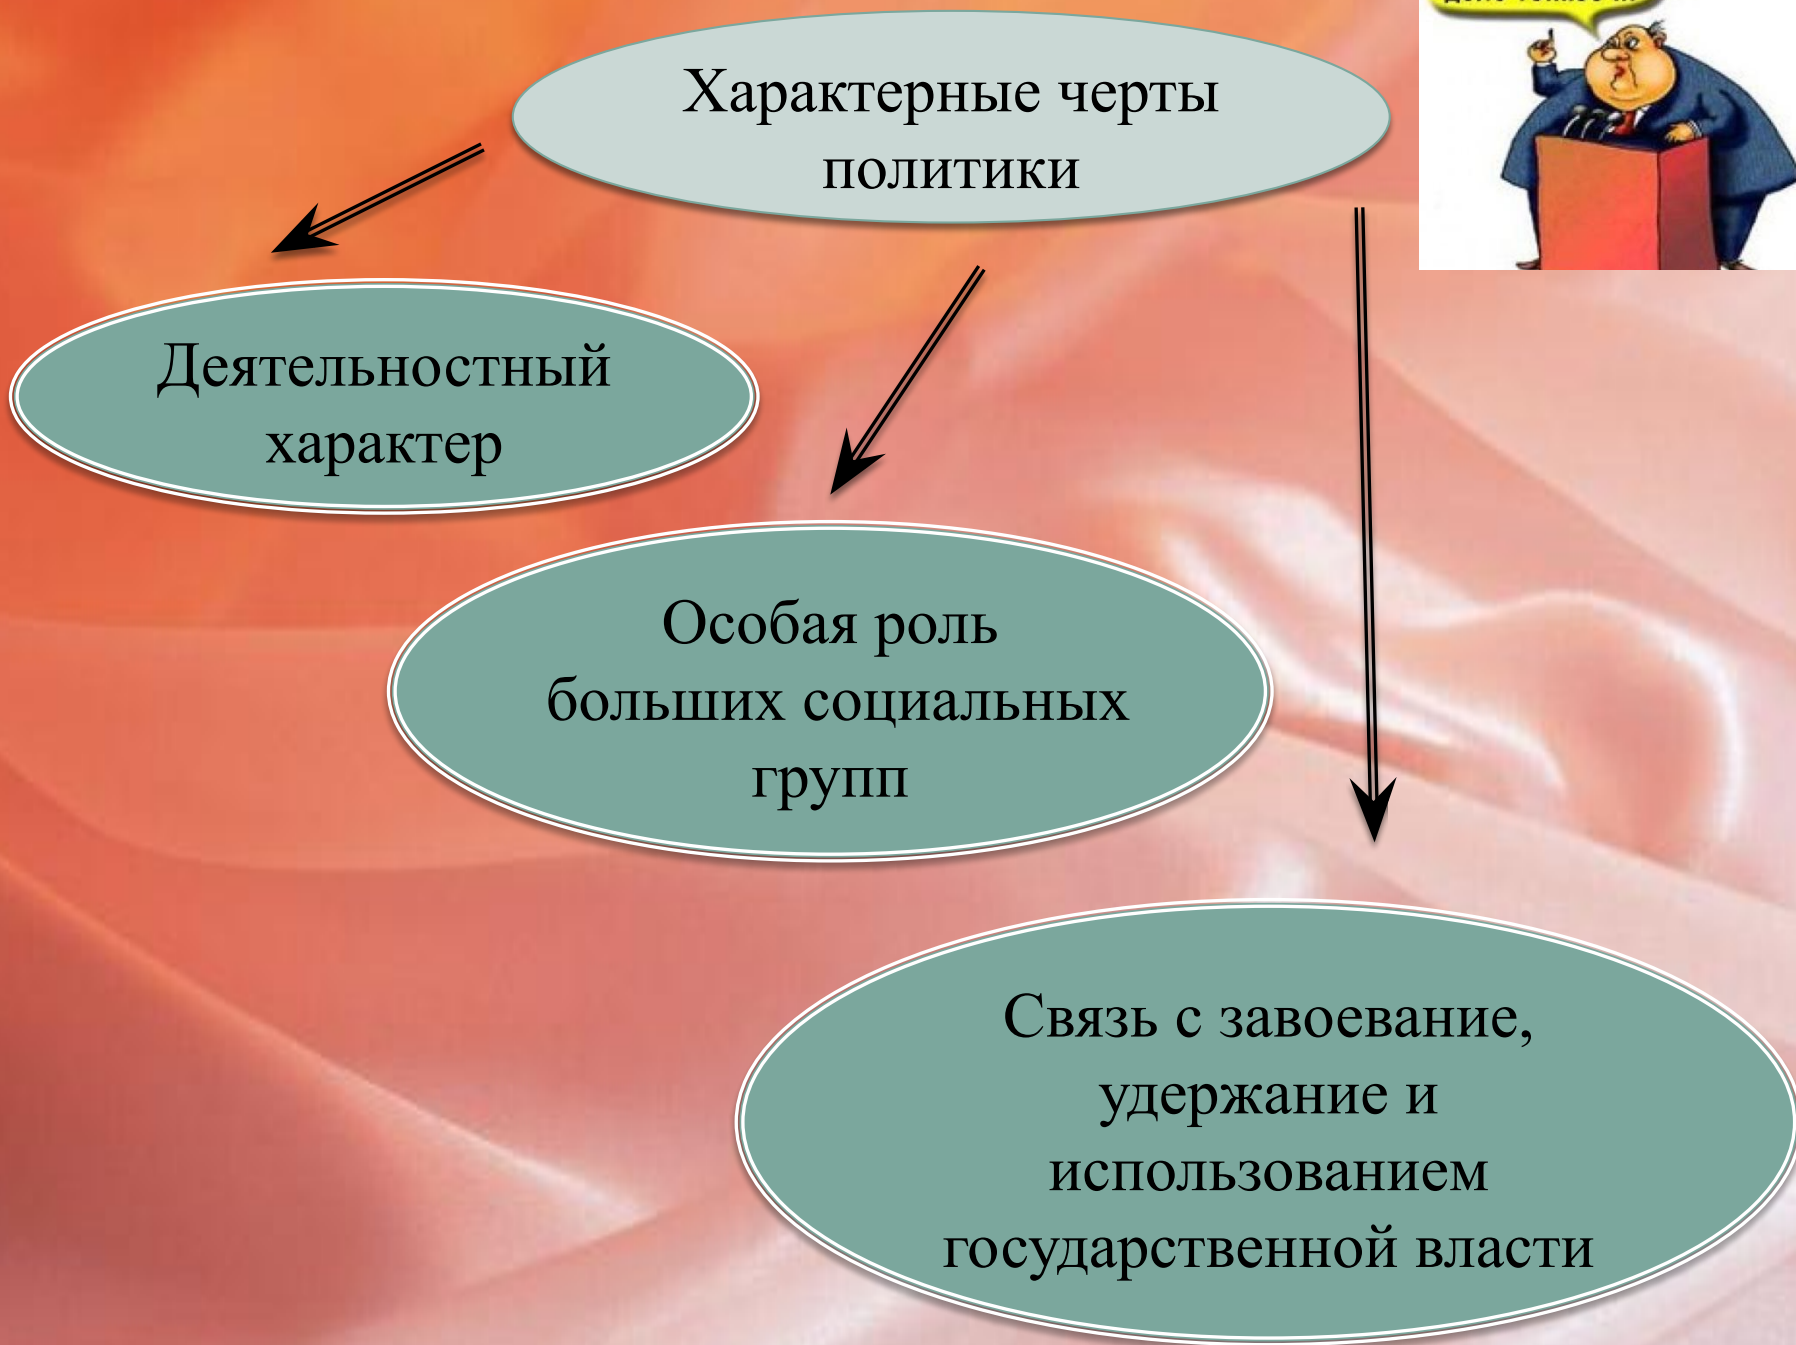 Характерные черты
политики
Деятельностный
характер
Особая роль
больших социальных
групп
Связь с завоевание,
удержание и
использованием
государственной власти